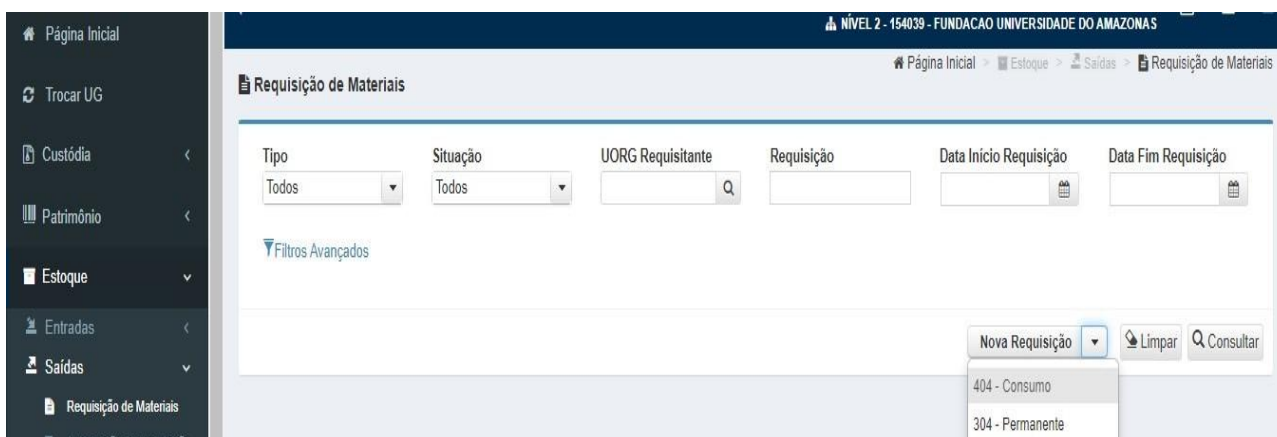 Página Inicial
Trocar UG
Custódia
Patrimônio
Estoque
Entradas
Saídas
Requisição de Materiais
NÍVEL 2 - 154039 - FUNDACAO UNIVERSIDADE DO AMAZONAS
Página Inicial > Estoque > Saídas > Requisição de Materiais
Requisição de Materiais
Tipo Situação UORG Requisitante Requisição Data Início Requisição Data Fim Requisição
Todos Todos
Filtros Avançados
Nova Requisição Limpar Consultar
404 - Consumo
304 - Permanente